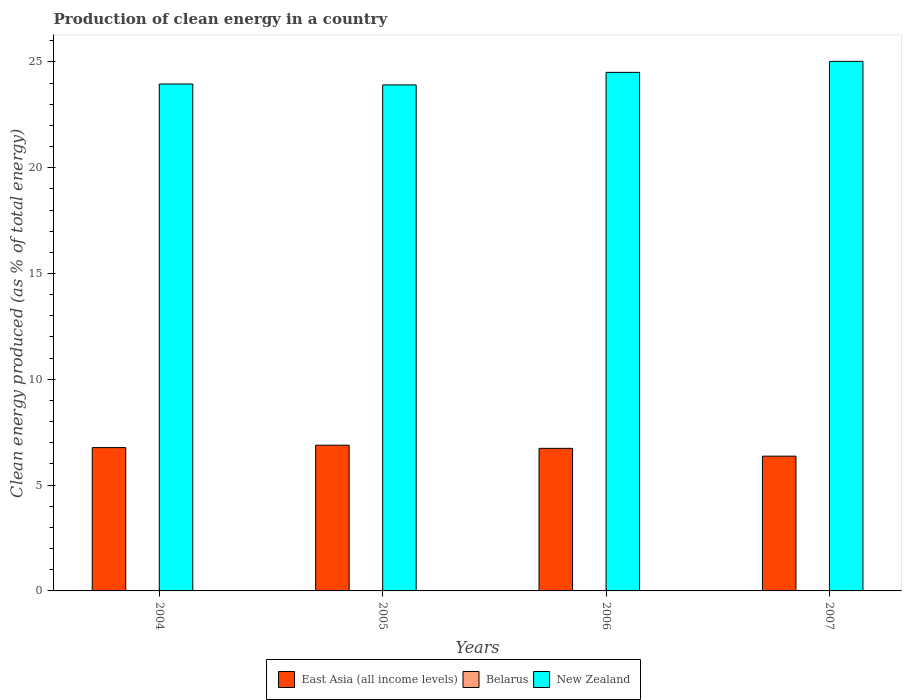 Production of clean energy in a country
Clean energy produced (as % of total energy)
25
20
15
10
5
0
2004
2005
2006
2007
Years
East Asia (all income levels)
Belarus
New Zealand